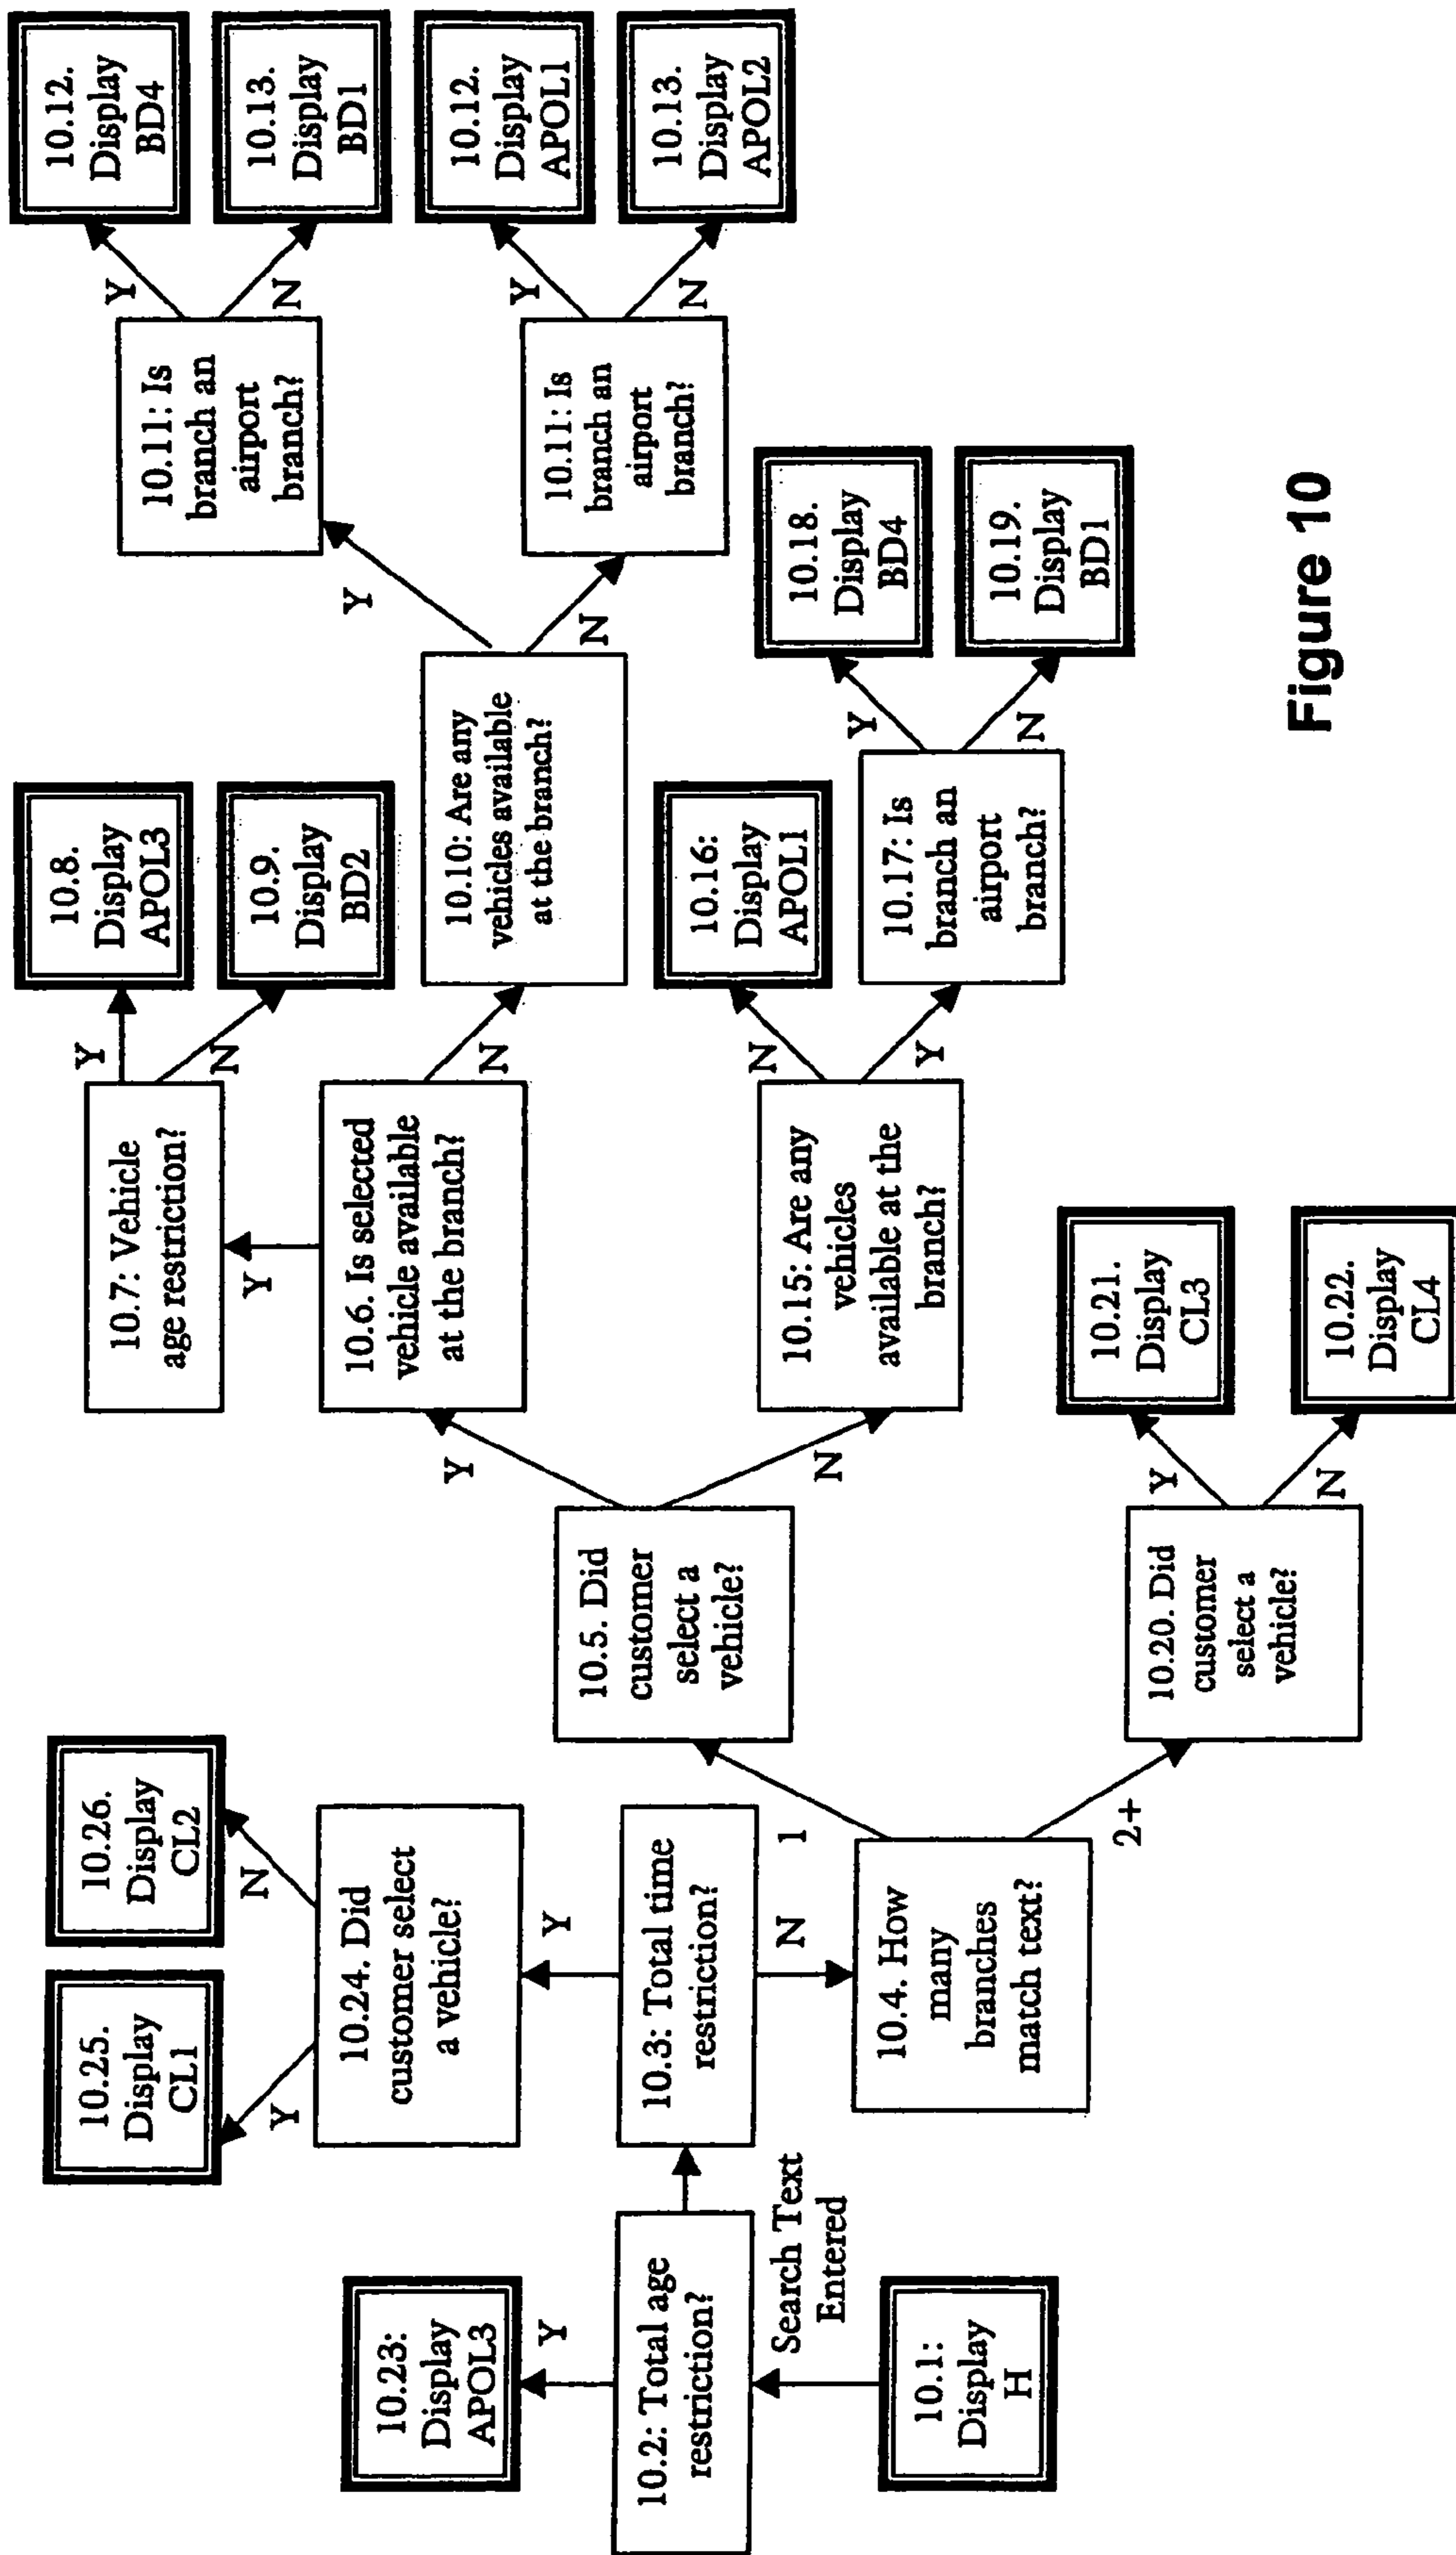 10.23:
Display
APOL3
Y
10.2: Total age
restriction?
Search Text
Entered
10.1:
Display
H
10.25.
Display
CL1
10.26.
Display
CL2
Y
N
10.24. Did
customer select
a vehicle?
Y
10.3: Total time
restriction?
N
1
10.4. How
many
branches
match text?
2+
10.5. Did
customer
select a
vehicle?
Y
N
10.20. Did
customer
select a
vehicle?
Y
N
10.21.
Display
CL3
10.22.
Display
CL4
10.7: Vehicle
age restriction?
Y
N
Y
10.6. Is selected
vehicle available
at the branch?
N
10.15: Are any
vehicles
available at the
branch?
N
Y
10.8.
Display
APOL3
10.9.
Display
BD2
10.10: Are any
vehicles available
at the branch?
Y
N
10.16:
Display
APOL1
10.17: Is
branch an
airport
branch?
Y
N
10.18.
Display
BD4
10.19.
Display
BD1
10.11: Is
branch an
airport
branch?
Y
N
10.11: Is
branch an
airport
branch?
Y
N
10.12.
Display
BD4
10.13.
Display
BD1
10.12.
Display
APOL1
10.13.
Display
APOL2
Figure 10